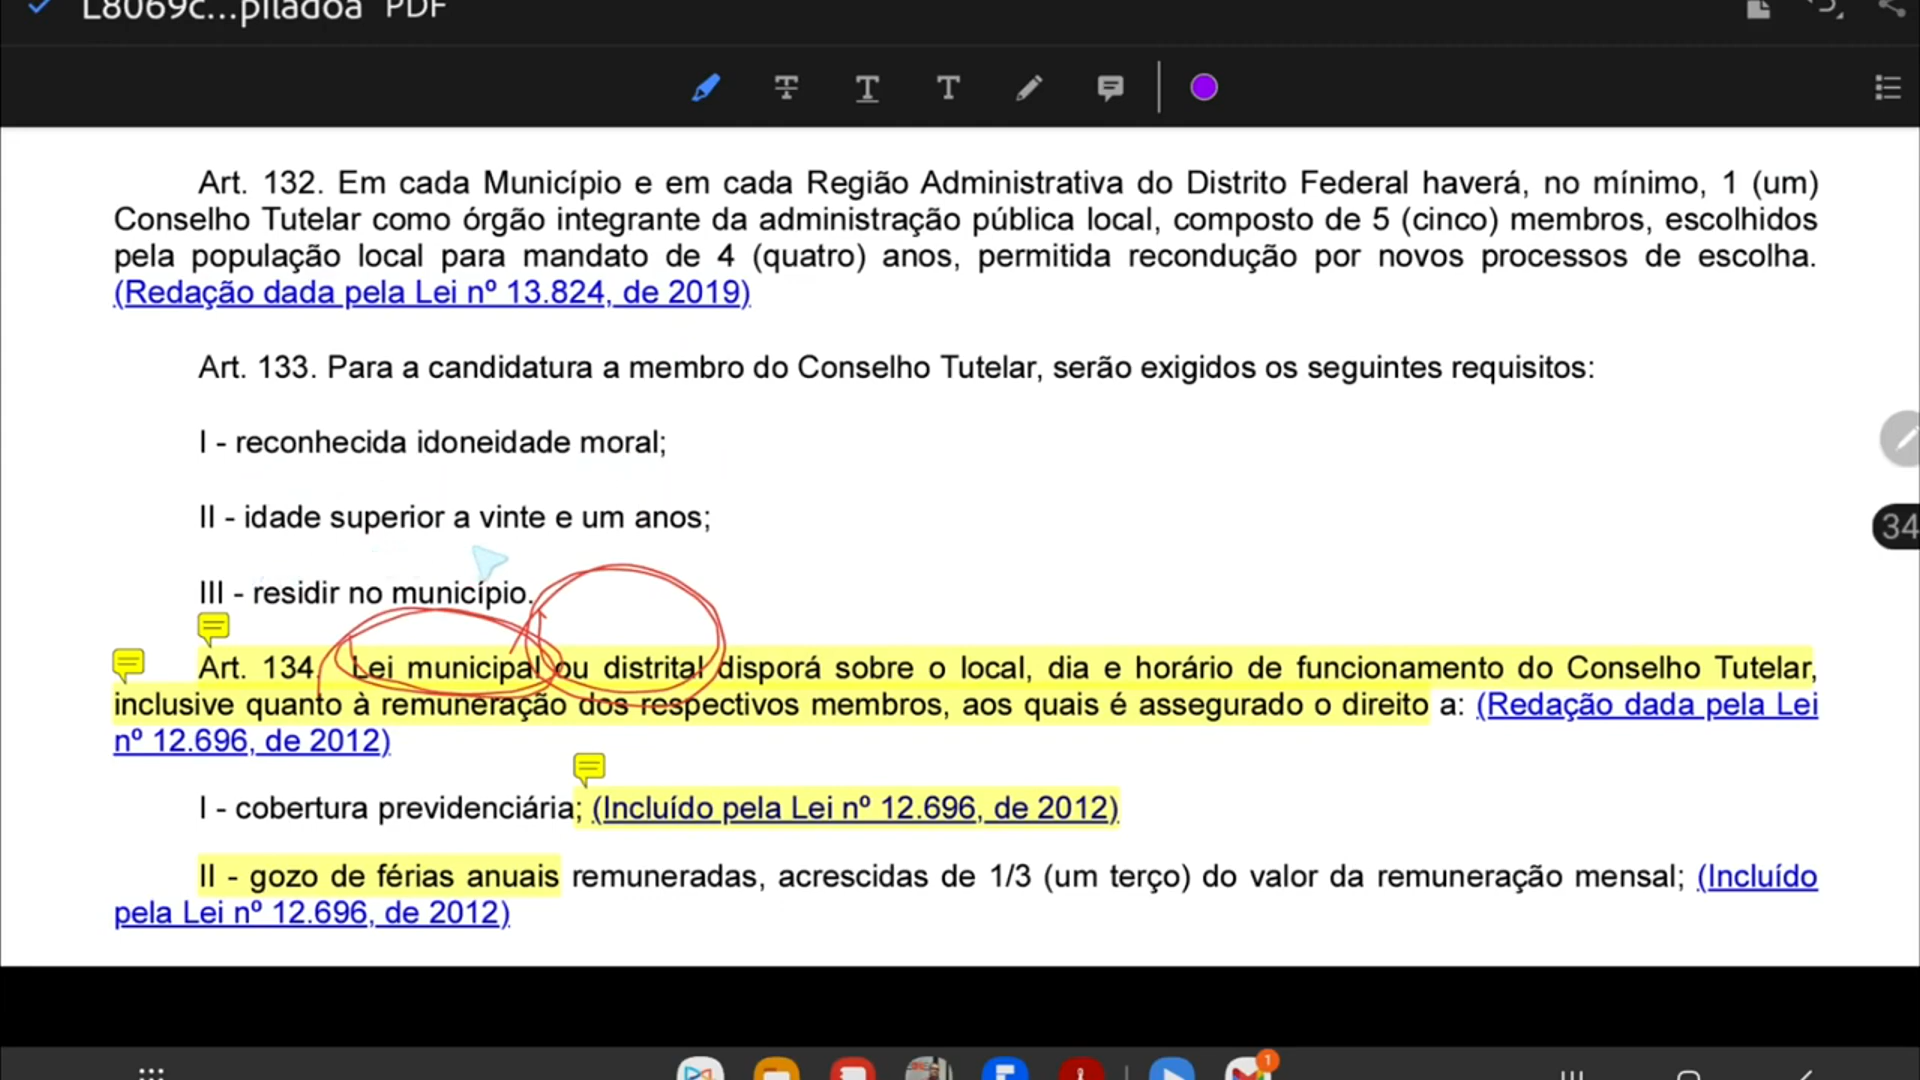 L8069c...piladoa PDF
Art. 132. Em cada Município e em cada Região Administrativa do Distrito Federal haverá, no mínimo, 1 (um)
Conselho Tutelar como órgão integrante da administração pública local, composto de 5 (cinco) membros, escolhidos
pela população local para mandato de 4 (quatro) anos, permitida recondução por novos processos de escolha.
(Redação dada pela Lei nº 13.824, de 2019)
Art. 133. Para a candidatura a membro do Conselho Tutelar, serão exigidos os seguintes requisitos:
I - reconhecida idoneidade moral;
II - idade superior a vinte e um anos;
34
III - residir no município.
Art. 134. Lei municipal ou distrital disporá sobre o local, dia e horário de funcionamento do Conselho Tutelar,
inclusive quanto à remuneração dos respectivos membros, aos quais é assegurado o direito a: (Redação dada pela Lei
nº 12.696, de 2012)
I - cobertura previdenciária; (Incluído pela Lei nº 12.696, de 2012)
II - gozo de férias anuais remuneradas, acrescidas de 1/3 (um terço) do valor da remuneração mensal; (Incluído
pela Lei nº 12.696, de 2012)
1